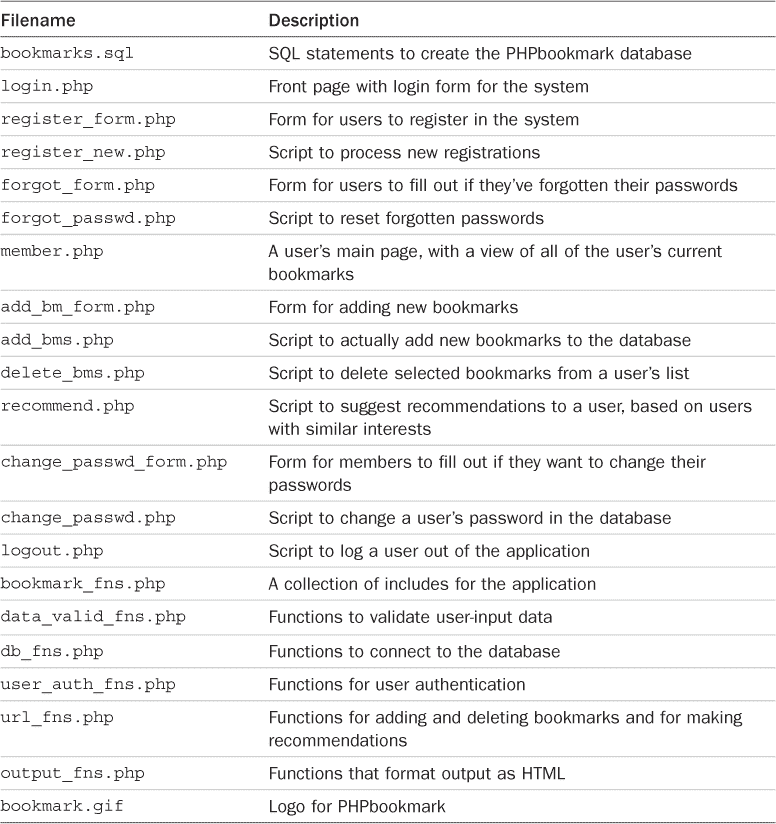 Filename Description
bookmarks.sql SQL statements to create the PHPbookmark database
login.php Front page with login form for the system
register_form.php Form for users to register in the system
register_new.php Script to process new registrations
forgot_form.php Form for users to fill out if they've forgotten their passwords
forgot_passwd.php Script to reset forgotten passwords
member.php A user's main page, with a view of all of the user's current
bookmarks
add_bm_form.php Form for adding new bookmarks
add_bms.php Script to actually add new bookmarks to the database
delete_bms.php Script to delete selected bookmarks from a user's list
recommend.php Script to suggest recommendations to a user, based on users
with similar interests
change_passwd_form.php Form for members to fill out if they want to change their
passwords
change_passwd.php Script to change a user's password in the database
logout.php Script to log a user out of the application
bookmark_fns.php A collection of includes for the application
data_valid_fns.php Functions to validate user-input data
db_fns.php Functions to connect to the database
user_auth_fns.php Functions for user authentication
url_fns.php Functions for adding and deleting bookmarks and for making
recommendations
output_fns.php Functions that format output as HTML
bookmark.gif Logo for PHPbookmark